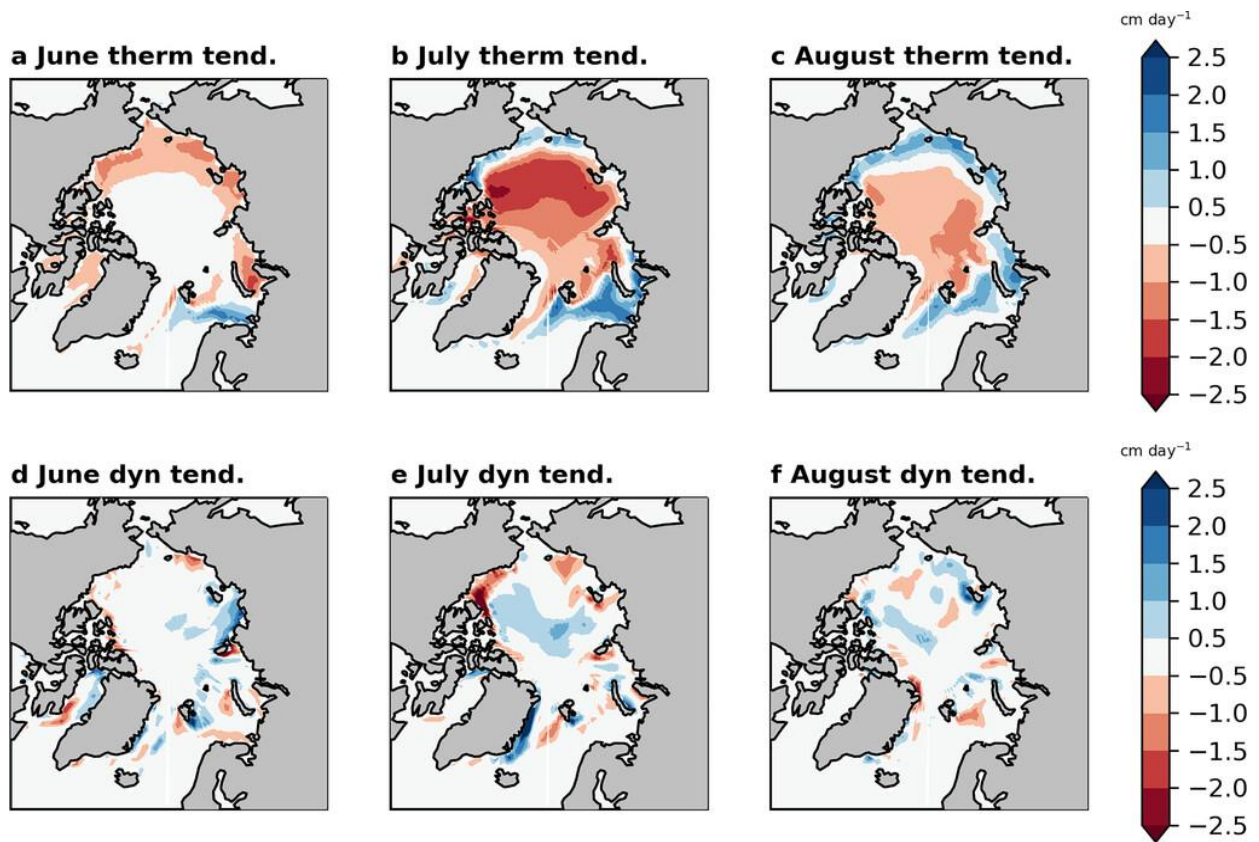 cm day⁻¹
a June therm tend.
b July therm tend.
c August therm tend.
2.5
2.0
1.5
1.0
0.5
−0.5
−1.0
−1.5
−2.0
−2.5
cm day⁻¹
d June dyn tend.
e July dyn tend.
f August dyn tend.
2.5
2.0
1.5
1.0
0.5
−0.5
−1.0
−1.5
−2.0
−2.5